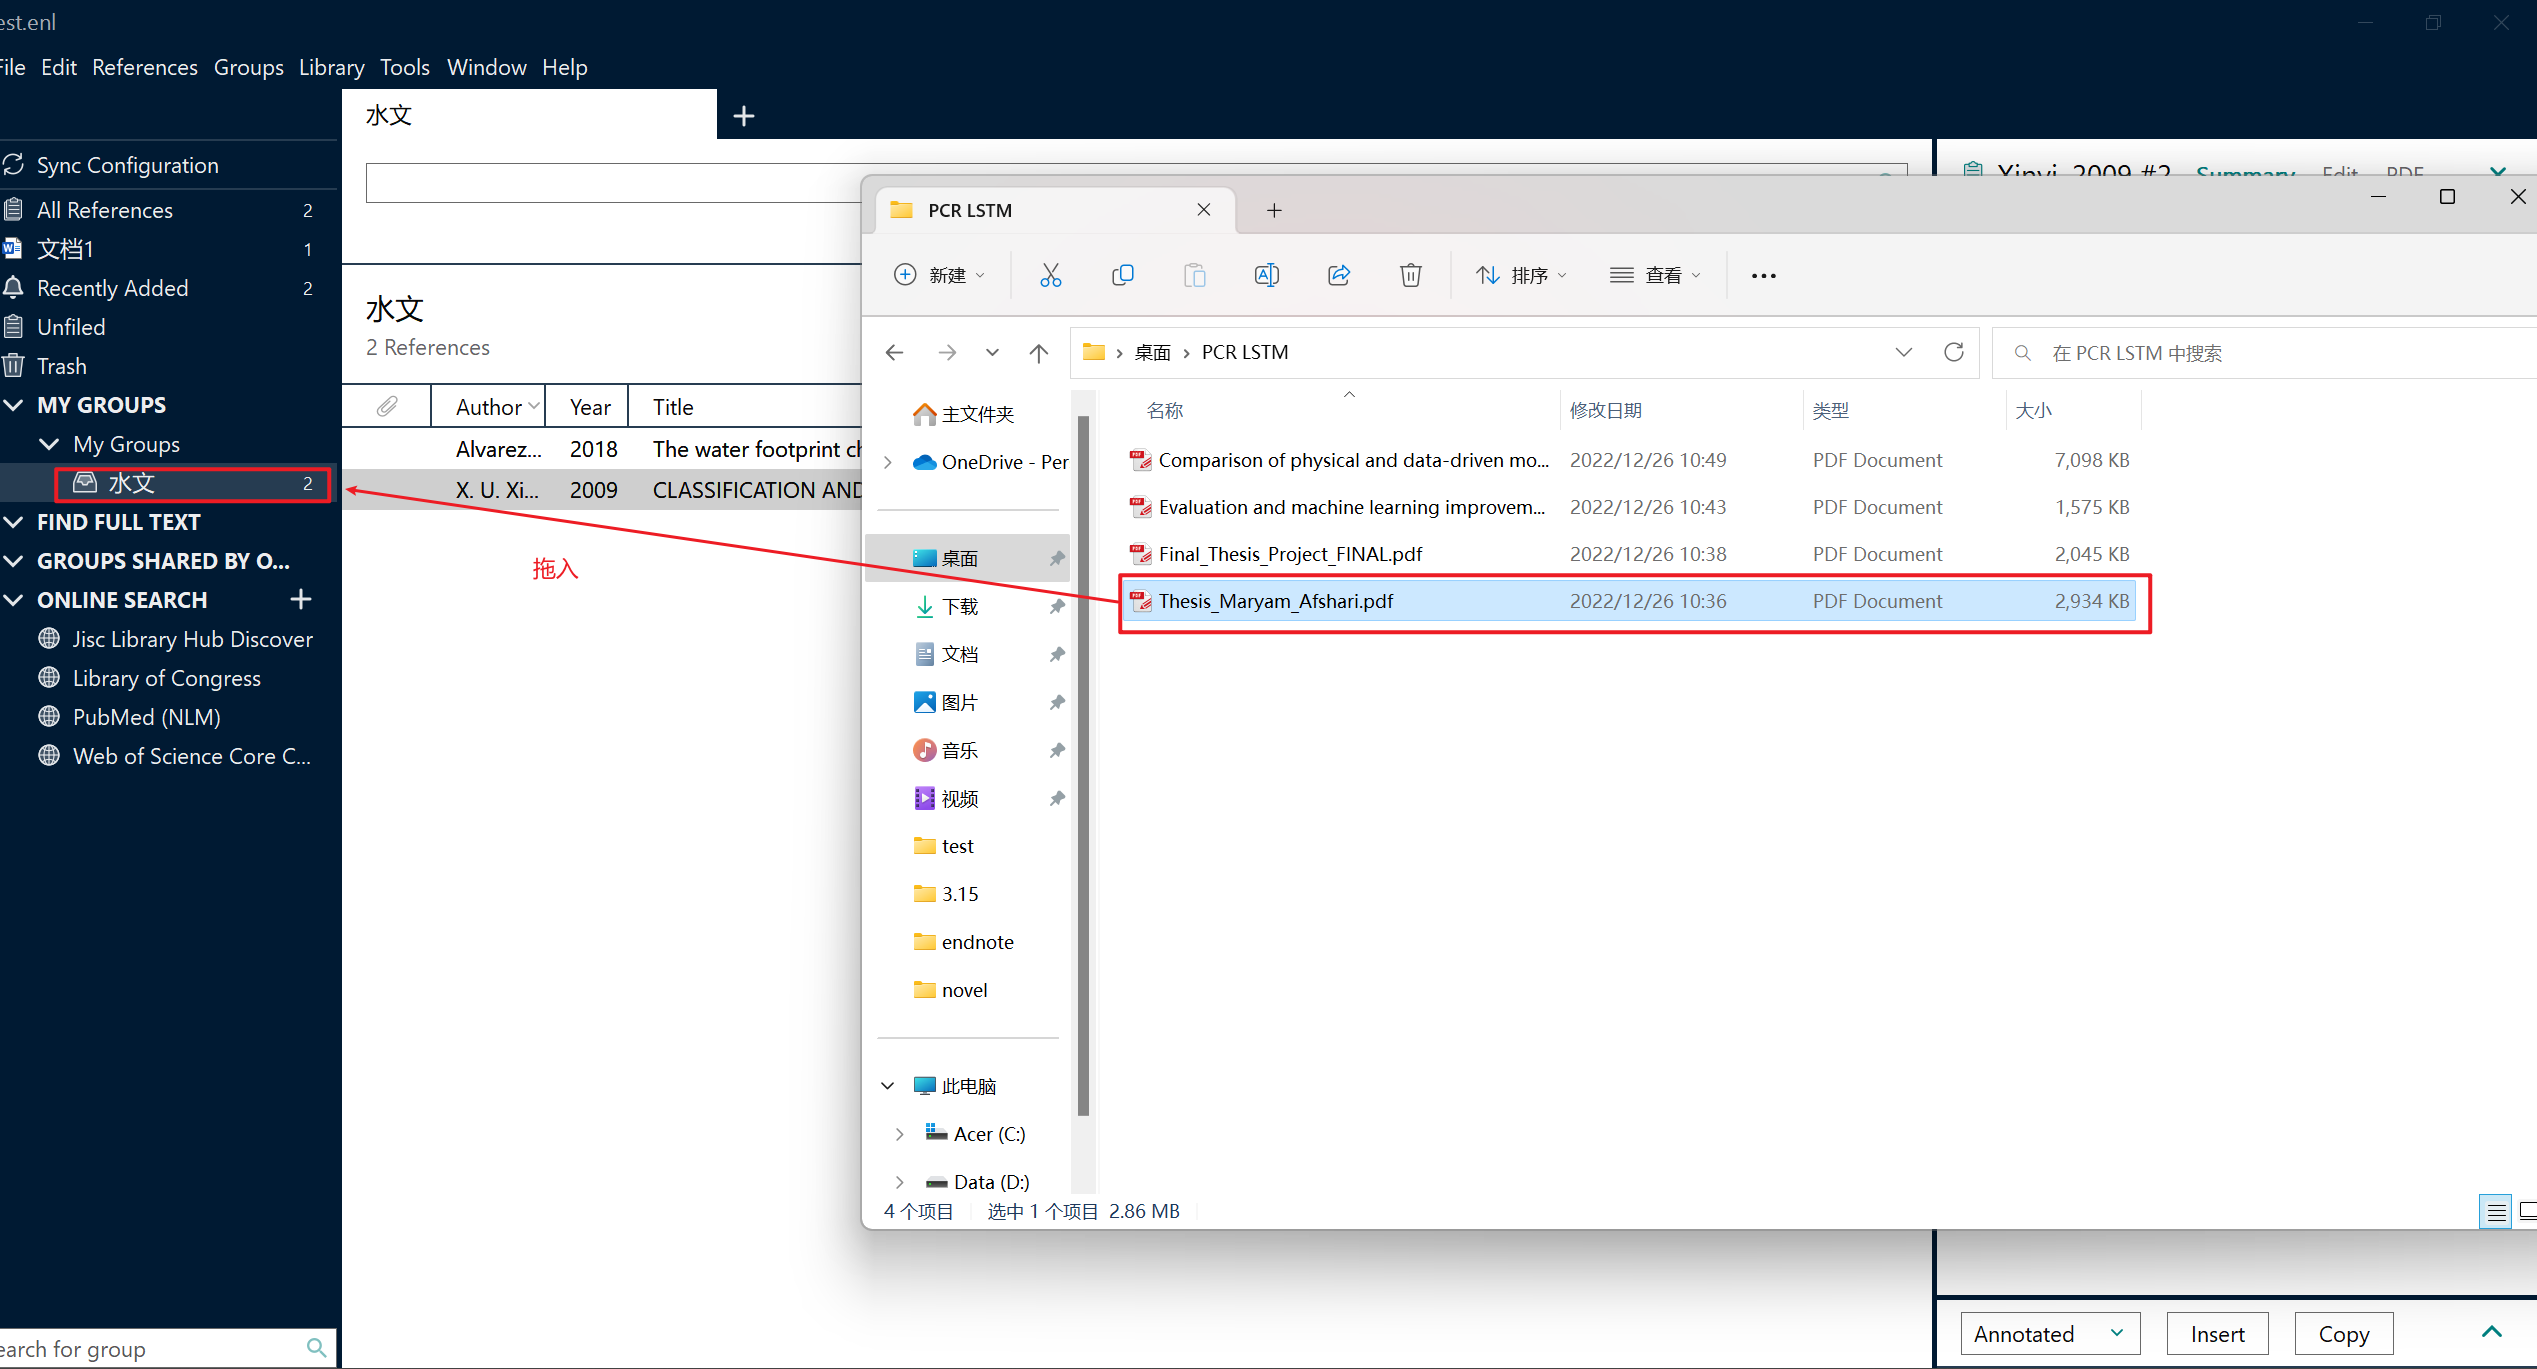 est.enl
File Edit References Groups Library Tools Window Help
水文
Sync Configuration
All References 2
文档1 1
Recently Added 2
Unfiled
Trash
MY GROUPS
My Groups
水文 2
FIND FULL TEXT
GROUPS SHARED BY O...
ONLINE SEARCH
Jisc Library Hub Discover
Library of Congress
PubMed (NLM)
Web of Science Core C...
earch for group
水文
2 References
Author Year Title
Alvarez... 2018 The water footprint ch
X. U. Xi... 2009 CLASSIFICATION AND
拖入
Xinyi, 2009 #2 Summary Edit PDF
PCR LSTM
新建 排序 查看
桌面 PCR LSTM
在 PCR LSTM 中搜索
主文件夹
OneDrive - Per
桌面
下载
文档
图片
音乐
视频
test
3.15
endnote
novel
此电脑
Acer (C:)
Data (D:)
名称 修改日期 类型 大小
Comparison of physical and data-driven mo... 2022/12/26 10:49 PDF Document 7,098 KB
Evaluation and machine learning improvem... 2022/12/26 10:43 PDF Document 1,575 KB
Final_Thesis_Project_FINAL.pdf 2022/12/26 10:38 PDF Document 2,045 KB
Thesis_Maryam_Afshari.pdf 2022/12/26 10:36 PDF Document 2,934 KB
4 个项目 选中 1 个项目 2.86 MB
Annotated Insert Copy